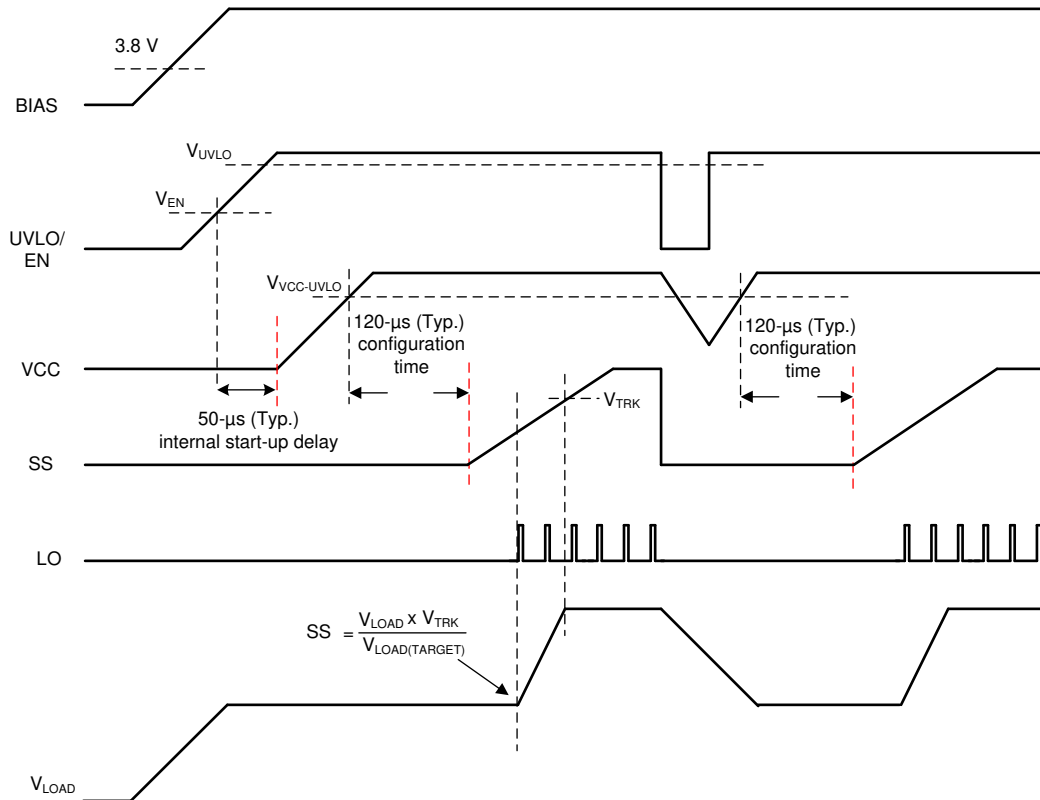 3.8 V
BIAS
VUVLO
VEN
UVLO/
EN
VVCC-UVLO
120-µs (Typ.)
configuration
time
120-µs (Typ.)
configuration
time
VCC
VTRK
50-µs (Typ.)
internal start-up delay
SS
LO
SS = VLOAD x VTRK
VLOAD(TARGET)
VLOAD